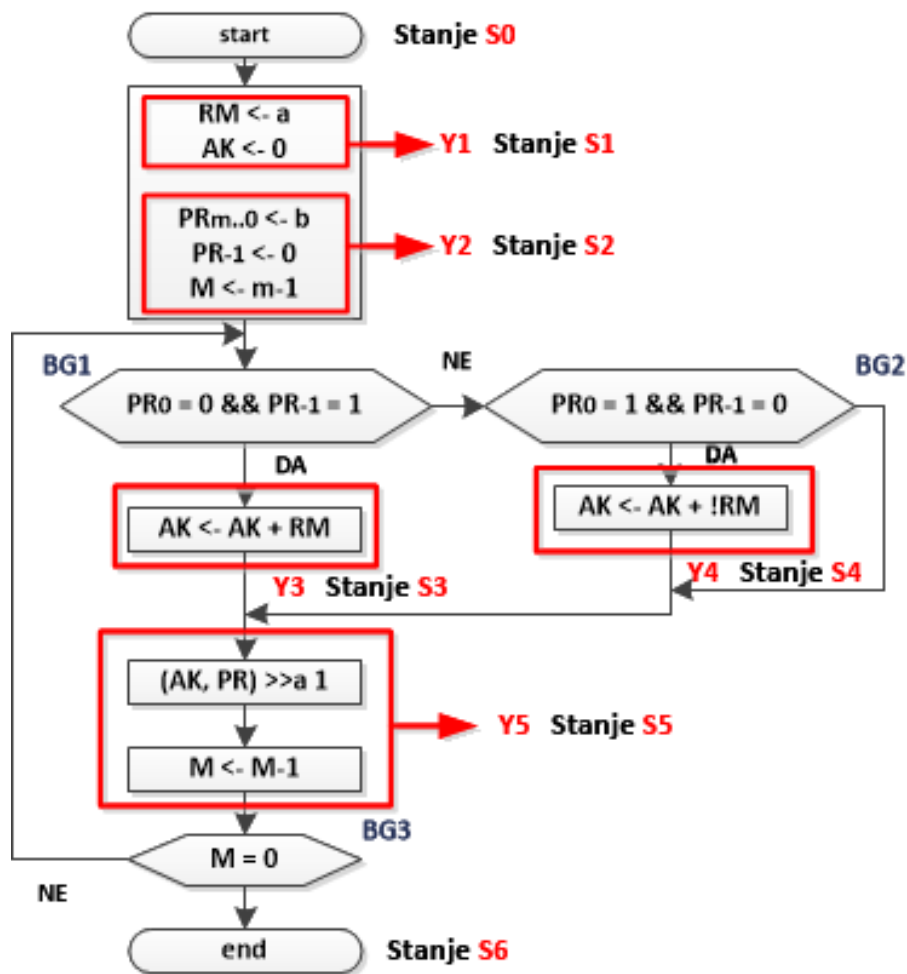 start
Stanje S0
RM <- a
AK <- 0
Y1 Stanje S1
PRm..0 <- b
PR-1 <- 0
M <- m-1
Y2 Stanje S2
BG1
PR0 = 0 && PR-1 = 1
NE
BG2
PR0 = 1 && PR-1 = 0
DA
DA
AK <- AK + RM
AK <- AK + !RM
Y3 Stanje S3
Y4 Stanje S4
(AK, PR) >>a 1
M <- M-1
Y5 Stanje S5
BG3
M = 0
NE
end
Stanje S6